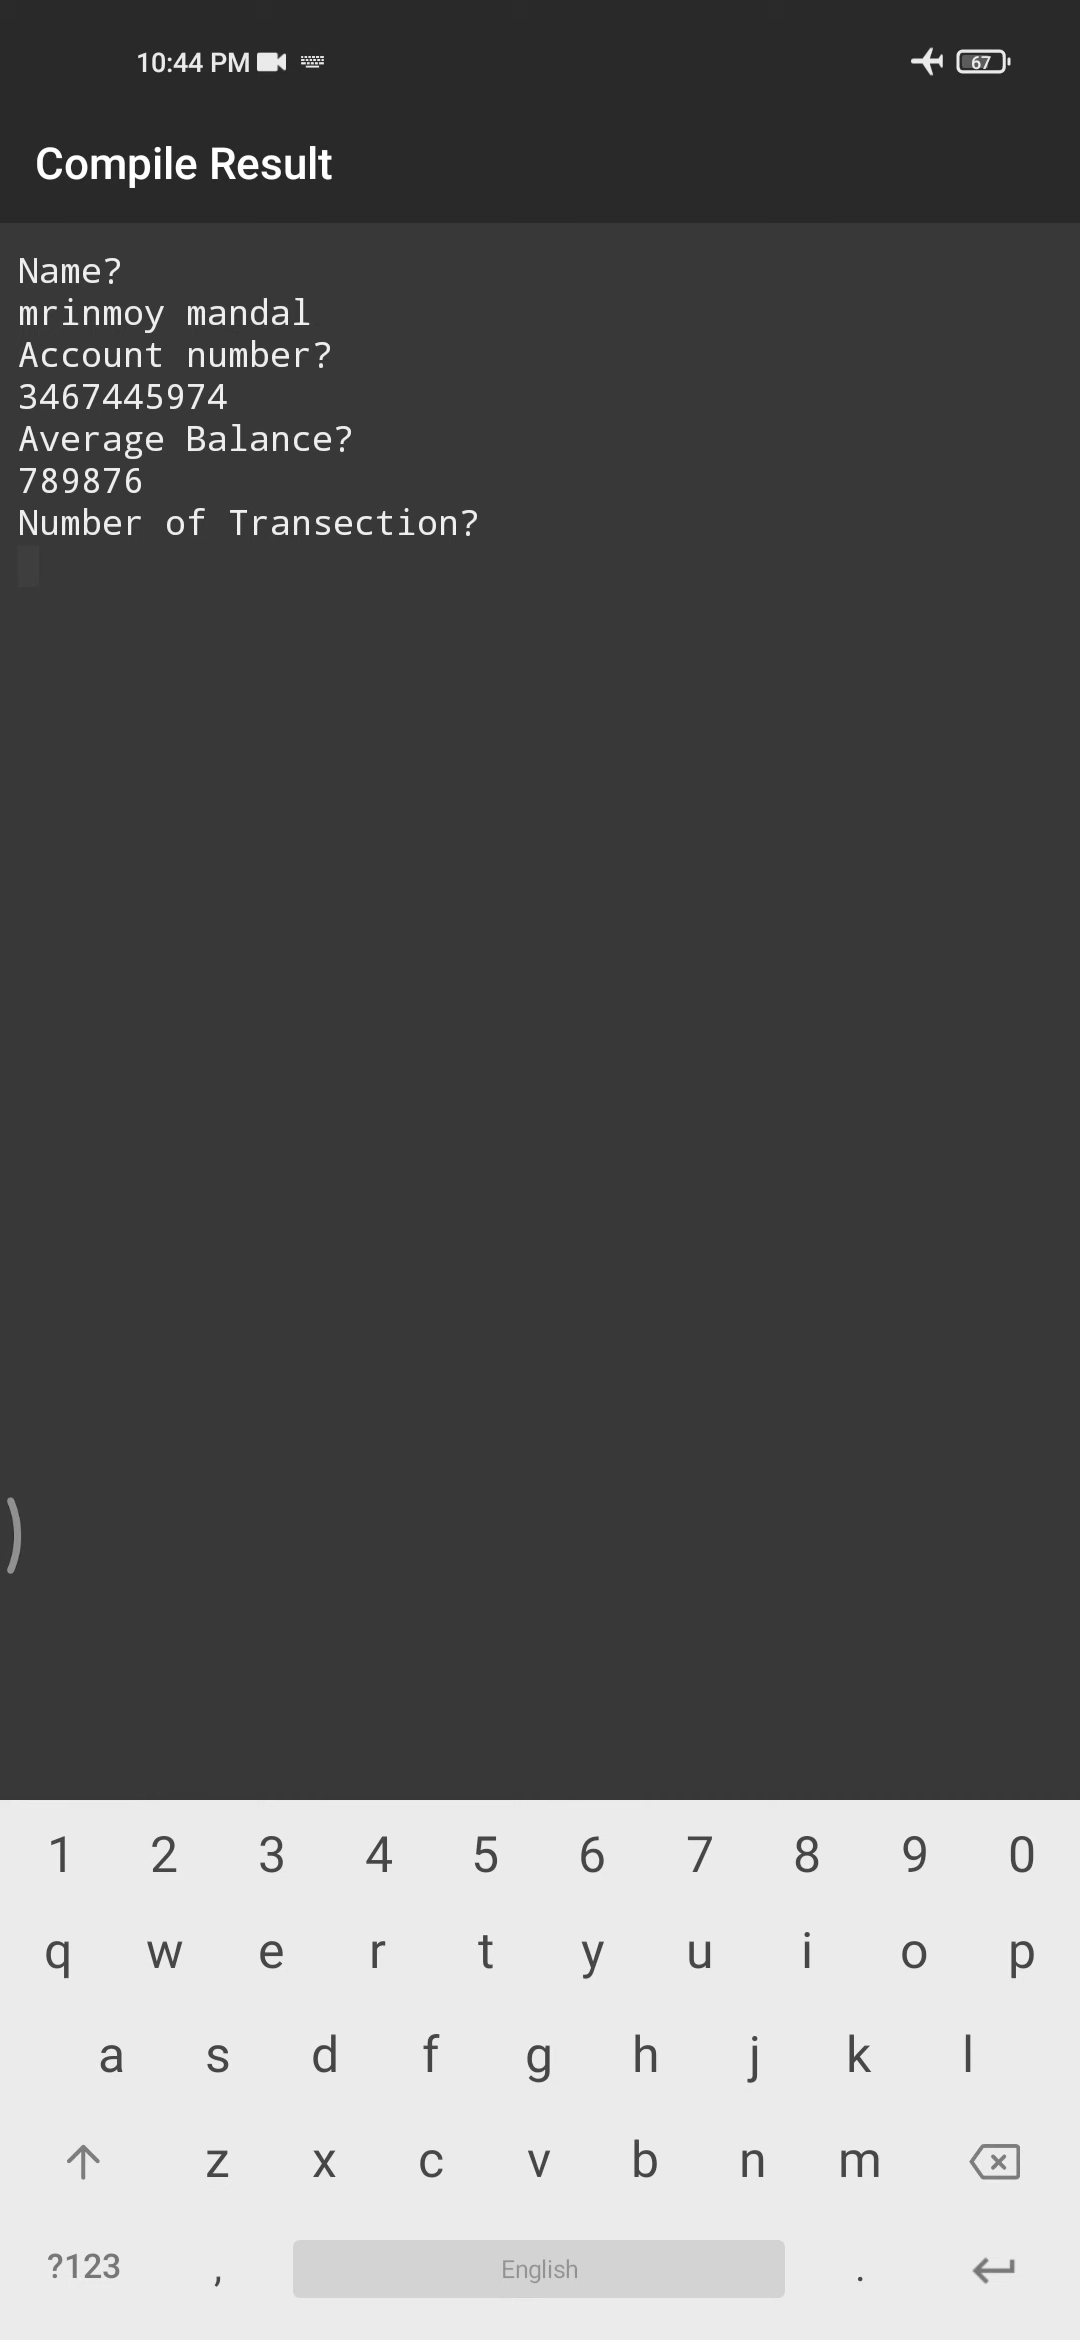 10:44 PM
67
Compile Result
Name?
mrinmoy mandal
Account number?
3467445974
Average Balance?
789876
Number of Transection?
1 2 3 4 5 6 7 8 9 0
q w e r t y u i o p
a s d f g h j k l
z x c v b n m
?123 , English .